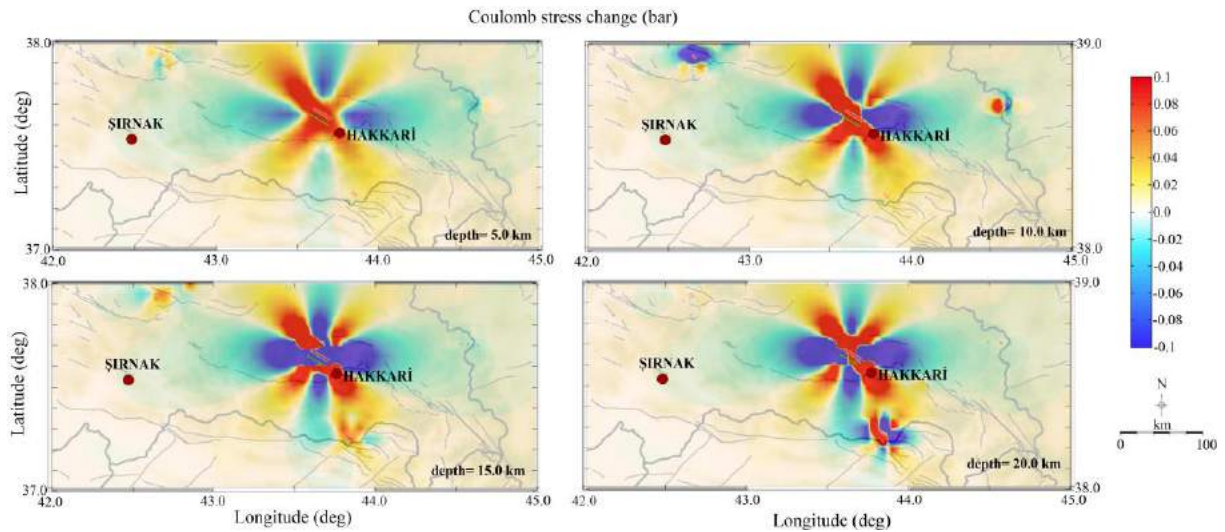 Coulomb stress change (bar)
38.0
39.0
Latitude (deg)
ŞIRNAK
HAKKARİ
depth= 5.0 km
37.0
42.0
43.0
44.0
45.0
ŞIRNAK
HAKKARİ
depth= 10.0 km
38.0
42.0
43.0
44.0
45.0
0.1
0.08
0.06
0.04
0.02
0.0
-0.02
-0.04
-0.06
-0.08
-0.1
38.0
39.0
Latitude (deg)
ŞIRNAK
HAKKARİ
depth= 15.0 km
37.0
42.0
43.0
44.0
45.0
Longitude (deg)
ŞIRNAK
HAKKARİ
depth= 20.0 km
38.0
42.0
43.0
44.0
45.0
Longitude (deg)
N
km
0
100